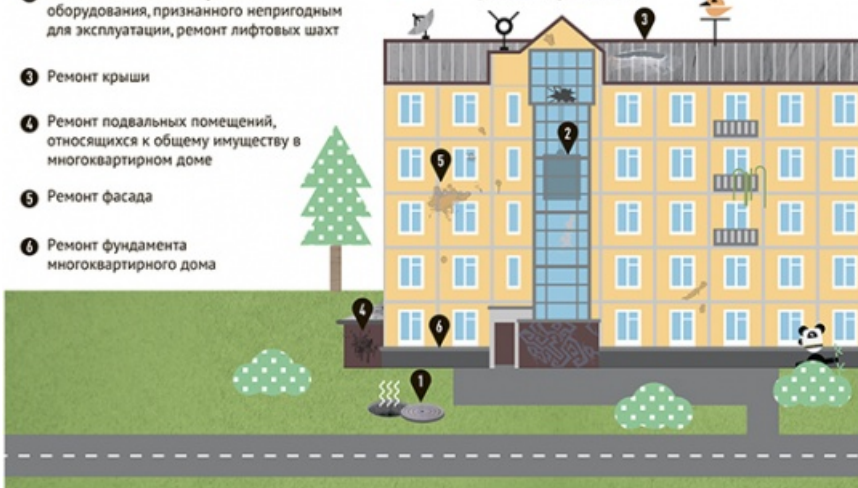 оборудования, признанного непригодным
для эксплуатации, ремонт лифтовых шахт
3 Ремонт крыши
4 Ремонт подвальных помещений,
относящихся к общему имуществу в
многоквартирном доме
5 Ремонт фасада
6 Ремонт фундамента
многоквартирного дома
3
2
5
4
6
1